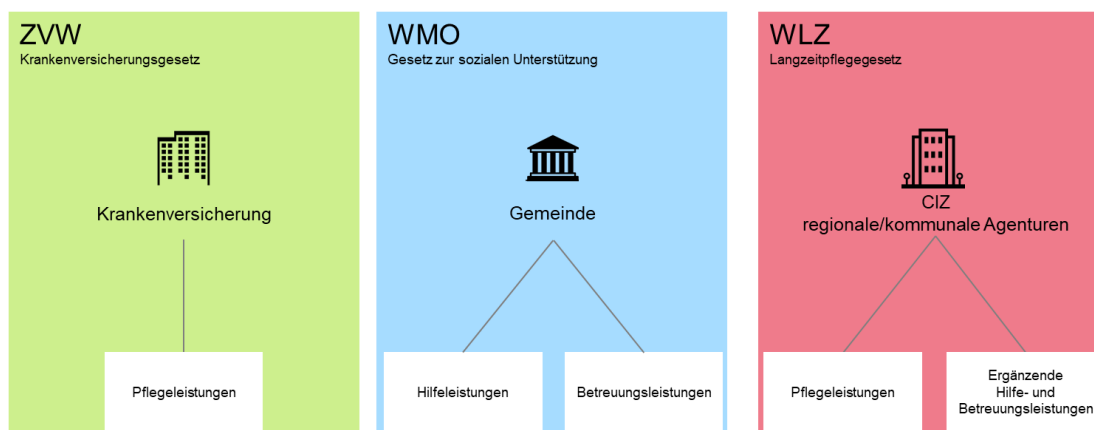 ZVW
Krankenversicherungsgesetz
Krankenversicherung
Pflegeleistungen
WMO
Gesetz zur sozialen Unterstützung
Gemeinde
Hilfeleistungen
Betreuungsleistungen
WLZ
Langzeitpflegegesetz
CIZ
regionale/kommunale Agenturen
Pflegeleistungen
Ergänzende
Hilfe- und
Betreuungsleistungen